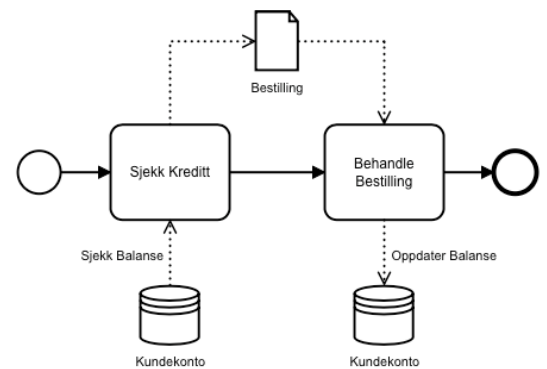 Bestilling
Sjekk Kreditt
Behandle
Bestilling
Sjekk Balanse
Oppdater Balanse
Kundekonto
Kundekonto